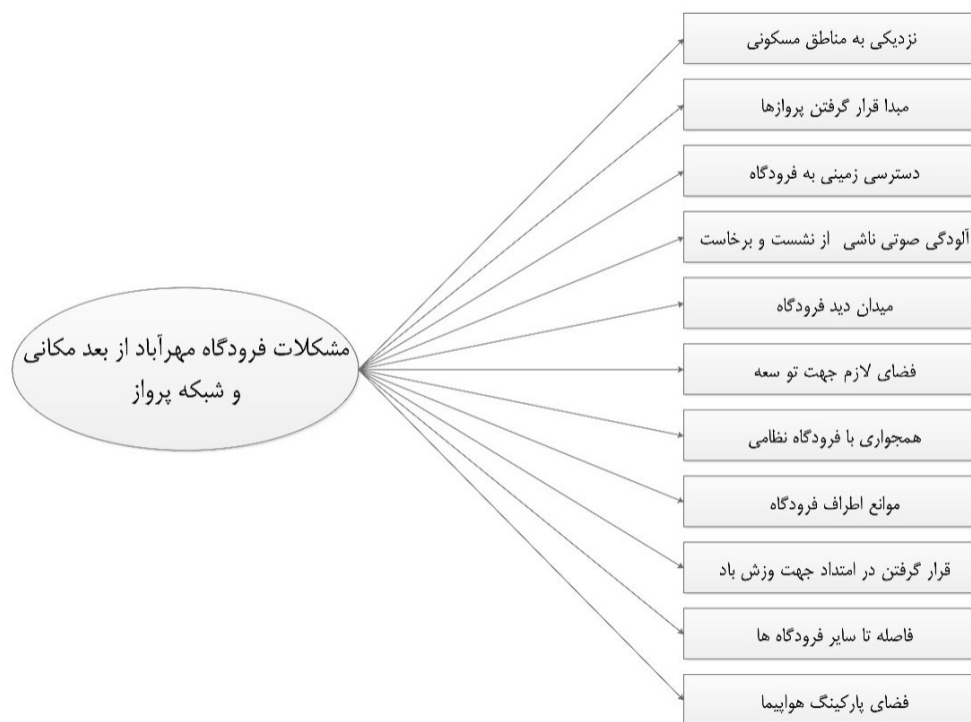 نزدیکی به مناطق مسکونی
مبدا قرار گرفتن پروازها
دسترسی زمینی به فرودگاه
آلودگی صوتی ناشی از نشست و برخاست
میدان دید فرودگاه
مشکلات فرودگاه مهرآباد از بعد مکانی
و شبکه پرواز
فضای لازم جهت تو سعه
همجواری با فرودگاه نظامی
موانع اطراف فرودگاه
قرار گرفتن در امتداد جهت وزش باد
فاصله تا سایر فرودگاه ها
فضای پارکینگ هواپیما